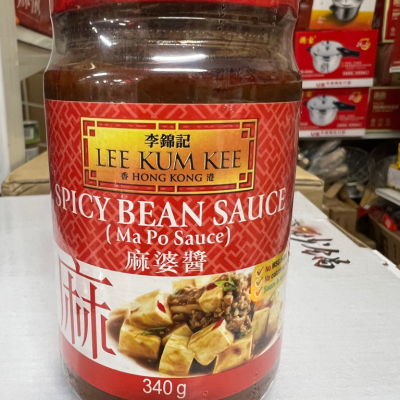 李錦記
LEE KUM KEE
香 HONG KONG 港
SPICY BEAN SAUCE
( Ma Po Sauce)
麻婆醬
麻
340 g